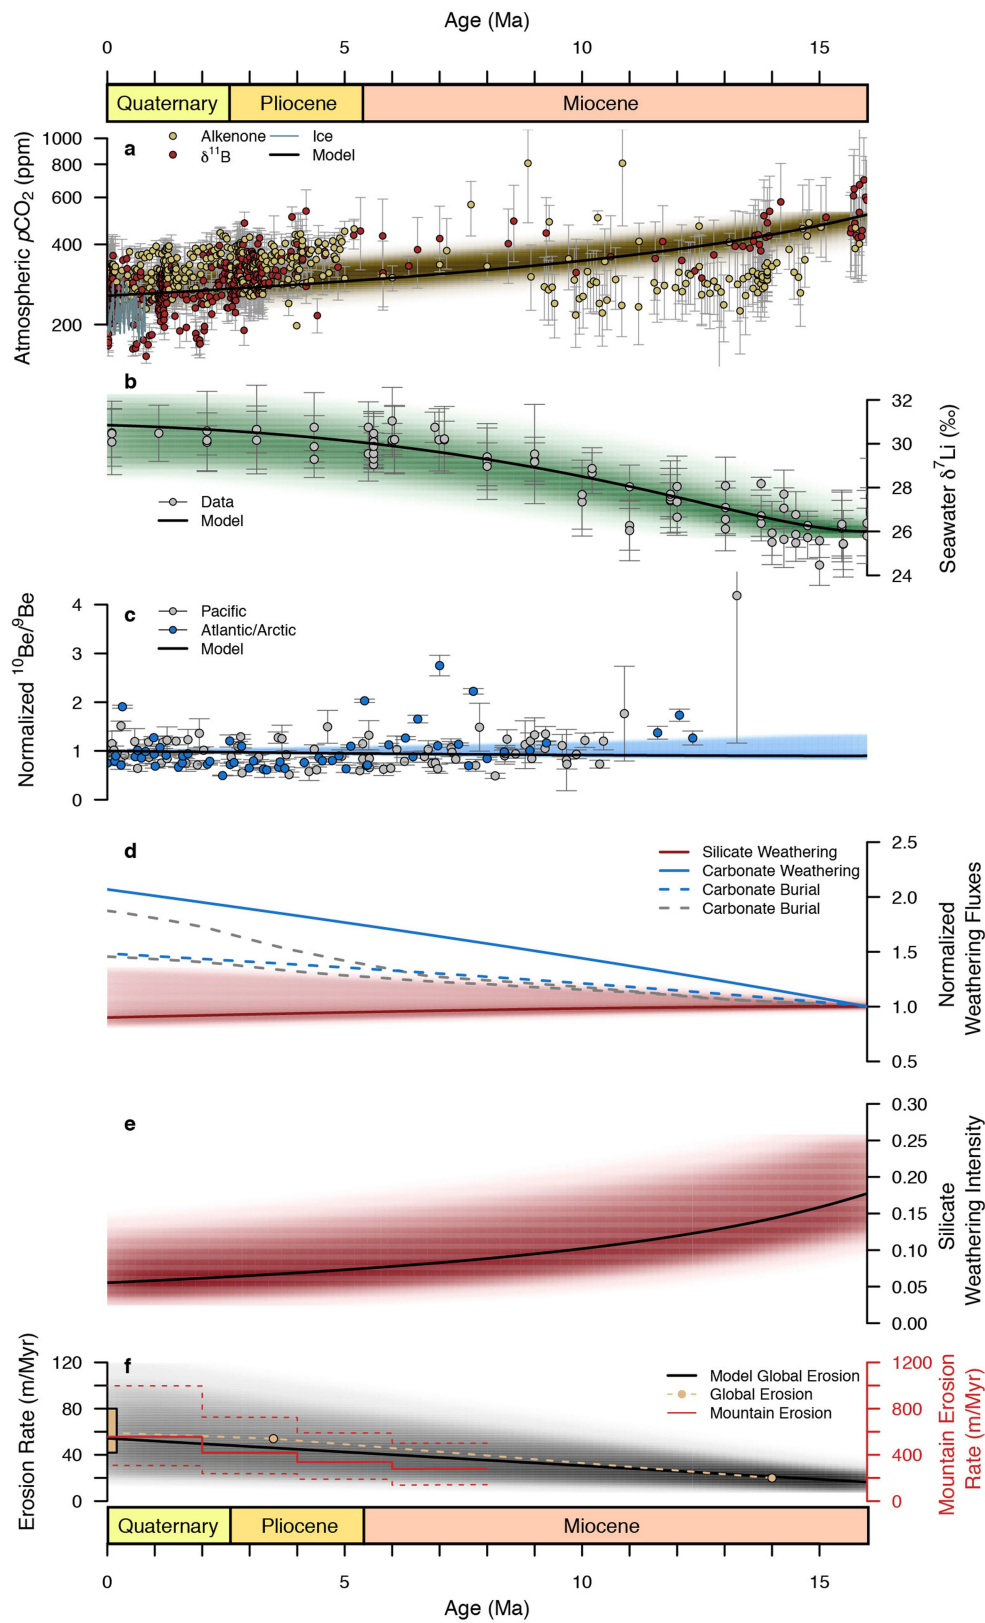 Age (Ma)
0 5 10 15
Quaternary Pliocene Miocene
a
Alkenone Ice
δ¹¹B Model
Atmospheric pCO₂ (ppm)
1000
800
600
400
200
b
Data
Model
Seawater δ⁷Li (‰)
32
30
28
26
24
c
Pacific
Atlantic/Arctic
Model
Normalized ¹⁰Be/⁹Be
4
3
2
1
0
d
Silicate Weathering
Carbonate Weathering
Carbonate Burial
Carbonate Burial
Normalized
Weathering Fluxes
2.5
2.0
1.5
1.0
0.5
e
Silicate
Weathering Intensity
0.30
0.25
0.20
0.15
0.10
0.05
0.00
f
Model Global Erosion
Global Erosion
Mountain Erosion
Erosion Rate (m/Myr)
120
80
40
0
Mountain Erosion
Rate (m/Myr)
1200
800
400
0
Quaternary Pliocene Miocene
0 5 10 15
Age (Ma)